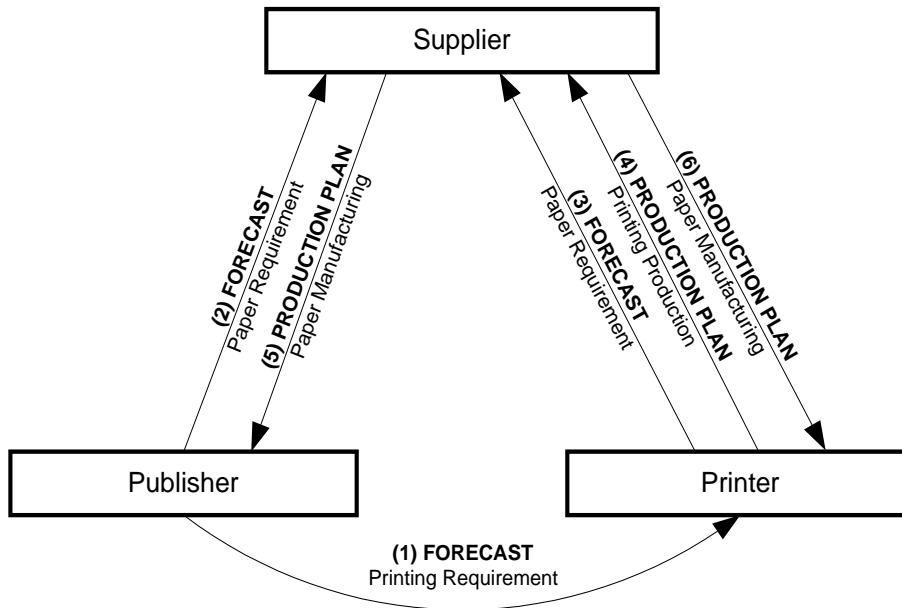 Supplier
(2) FORECAST
Paper Requirement
(5) PRODUCTION PLAN
Paper Manufacturing
(3) FORECAST
Paper Requirement
(4) PRODUCTION PLAN
Printing Production
(6) PRODUCTION PLAN
Paper Manufacturing
Publisher
Printer
(1) FORECAST
Printing Requirement